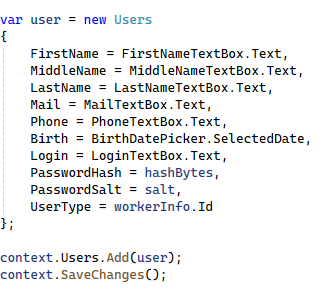 var user = new Users
{
FirstName = FirstNameTextBox.Text,
MiddleName = MiddleNameTextBox.Text,
LastName = LastNameTextBox.Text,
Mail = MailTextBox.Text,
Phone = PhoneTextBox.Text,
Birth = BirthDatePicker.SelectedDate,
Login = LoginTextBox.Text,
PasswordHash = hashBytes,
PasswordSalt = salt,
UserType = workerInfo.Id
};
context.Users.Add(user);
context.SaveChanges();